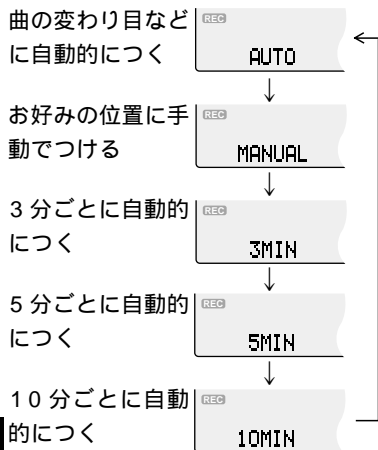 曲の変わり目など
に自動的につく
REC
AUTO
お好みの位置に手
動でつける
REC
MANUAL
３分ごとに自動的
につく
REC
3MIN
５分ごとに自動的
につく
REC
5MIN
１０分ごとに自動
的につく
REC
10MIN